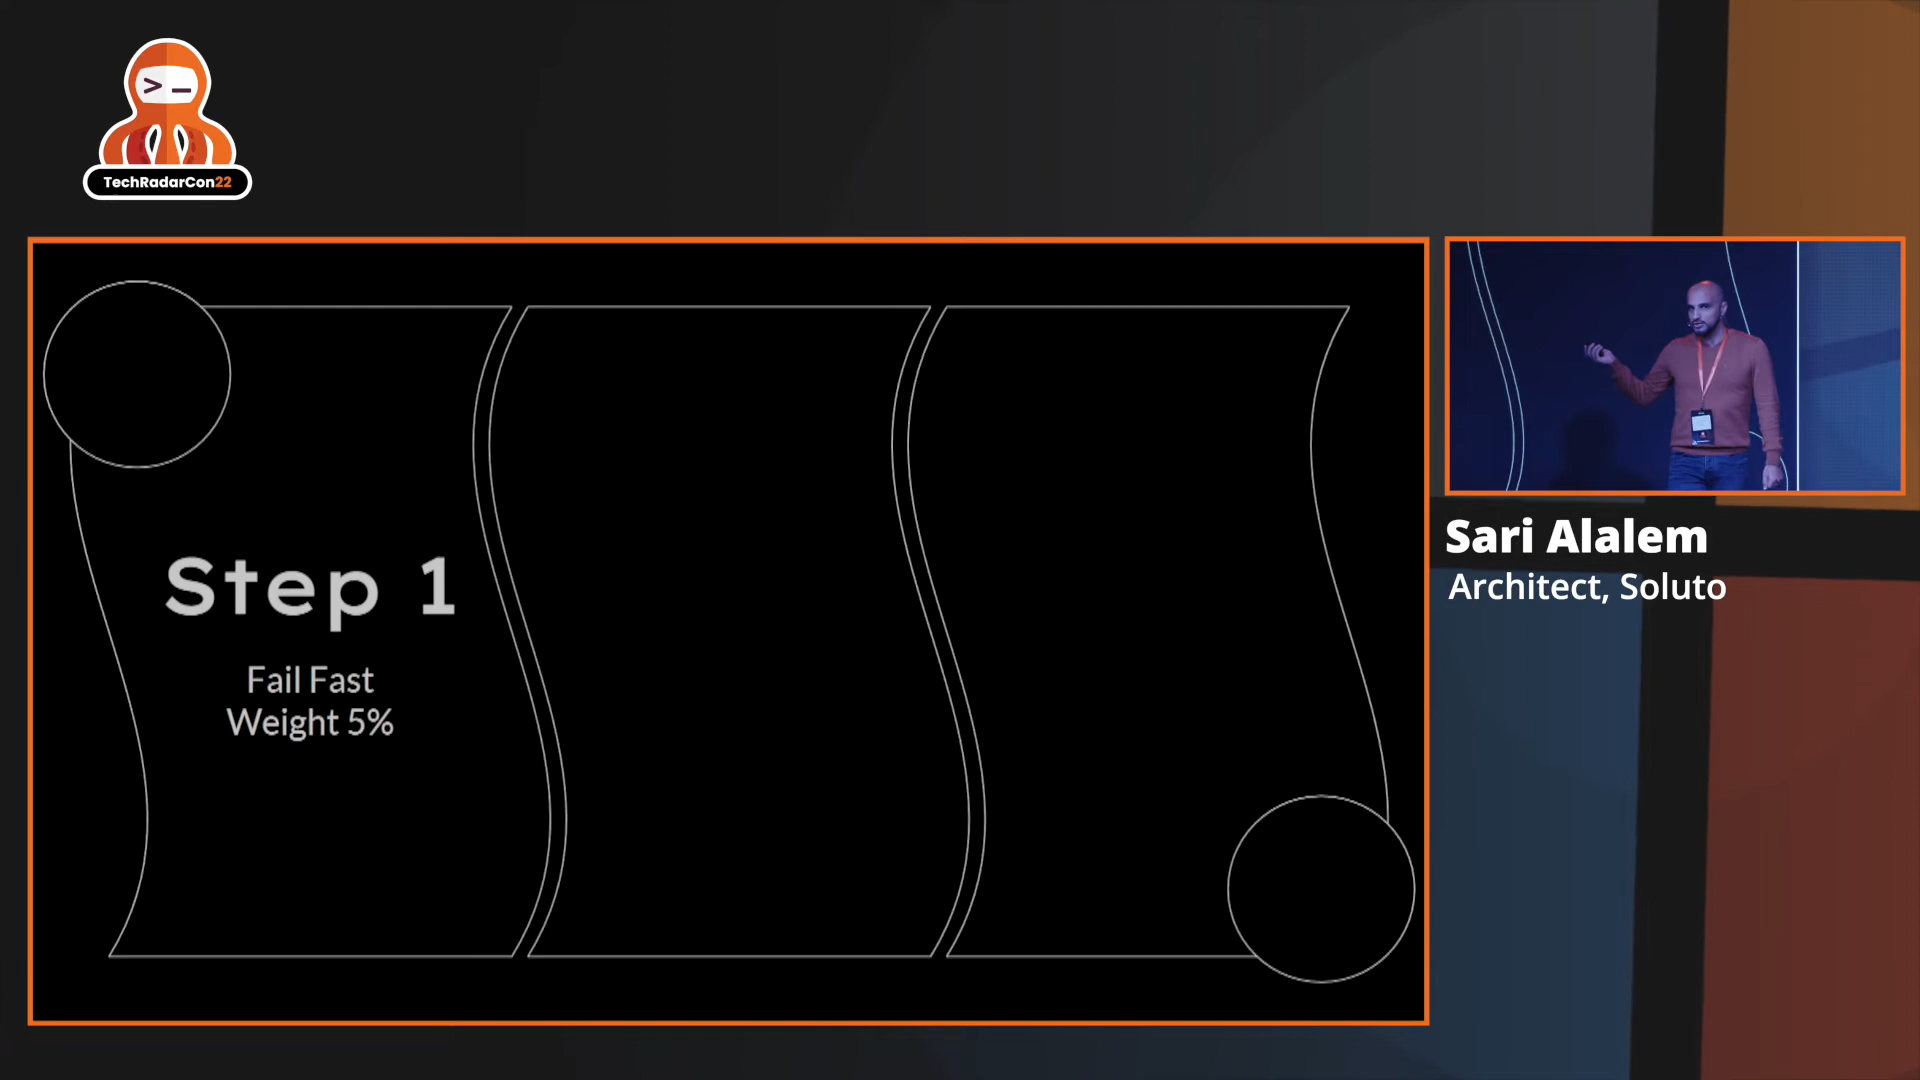 >_
TechRadarCon22
Step 1
Fail Fast
Weight 5%
Sari Alalem
Architect, Soluto